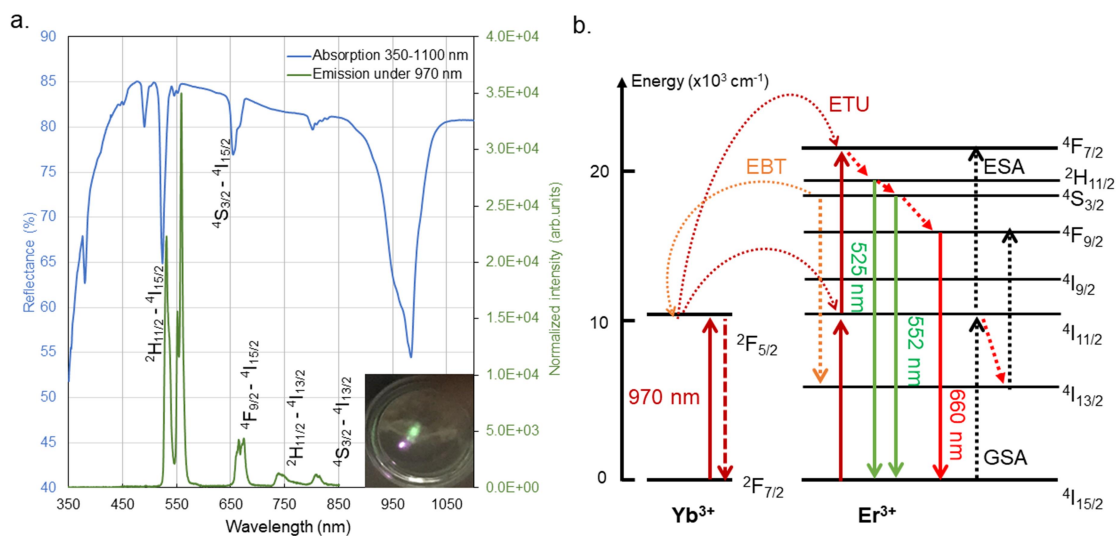 a.
90
85
80
75
70
65
60
55
50
45
40
Reflectance (%)
350
450
550
650
750
850
950
1050
Wavelength (nm)
4.0E+04
3.5E+04
3.0E+04
2.5E+04
2.0E+04
1.5E+04
1.0E+04
5.0E+03
0.0E+00
Normalized intensity (arb.units)
Absorption 350-1100 nm
Emission under 970 nm
²H₁₁/₂ - ⁴I₁₅/₂
⁴S₃/₂ - ⁴I₁₅/₂
⁴F₉/₂ - ⁴I₁₅/₂
²H₁₁/₂ - ⁴I₁₃/₂
⁴S₃/₂ - ⁴I₁₃/₂
b.
Energy (x10³ cm⁻¹)
20
10
0
ETU
EBT
ESA
GSA
970 nm
525 nm
552 nm
660 nm
²F₅/₂
²F₇/₂
⁴F₇/₂
²H₁₁/₂
⁴S₃/₂
⁴F₉/₂
⁴I₉/₂
⁴I₁₁/₂
⁴I₁₃/₂
⁴I₁₅/₂
Yb³⁺
Er³⁺